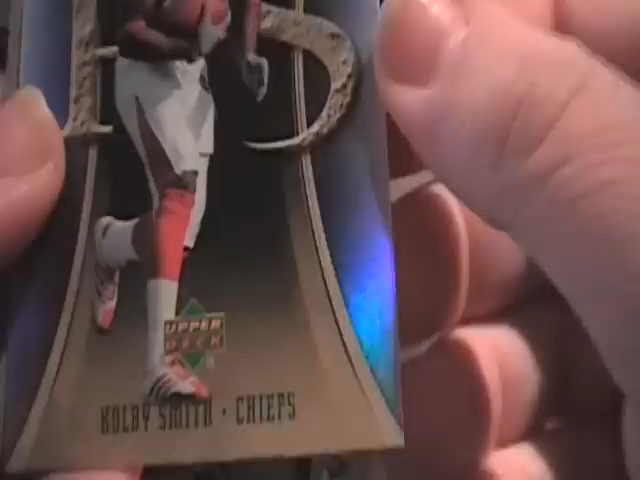 UPPER
DECK
KOLBY SMITH · CHIEFS